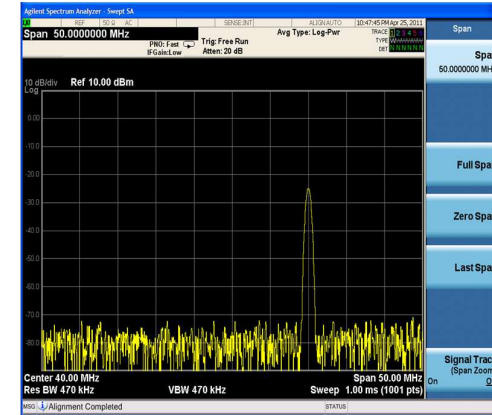 Agilent Spectrum Analyzer - Swept SA
REF 50 Ω AC SENSE:INT ALIGNAUTO 10:47:45 PM Apr 25, 2011
Span 50.0000000 MHz
PNO: Fast
IFGain:Low
Trig: Free Run
Atten: 20 dB
Avg Type: Log-Pwr
TRACE 1 2 3 4 5 6
TYPE
DET N N N N N N
10 dB/div Ref 10.00 dBm
Log
0.00
-10.0
-20.0
-30.0
-40.0
-50.0
-60.0
-70.0
-80.0
Center 40.00 MHz
Res BW 470 kHz
VBW 470 kHz
Span 50.00 MHz
Sweep 1.00 ms (1001 pts)
MSG Alignment Completed STATUS
Span
Spa
50.0000000 MH
Full Spa
Zero Spa
Last Spa
Signal Trac
(Span Zoom
On O